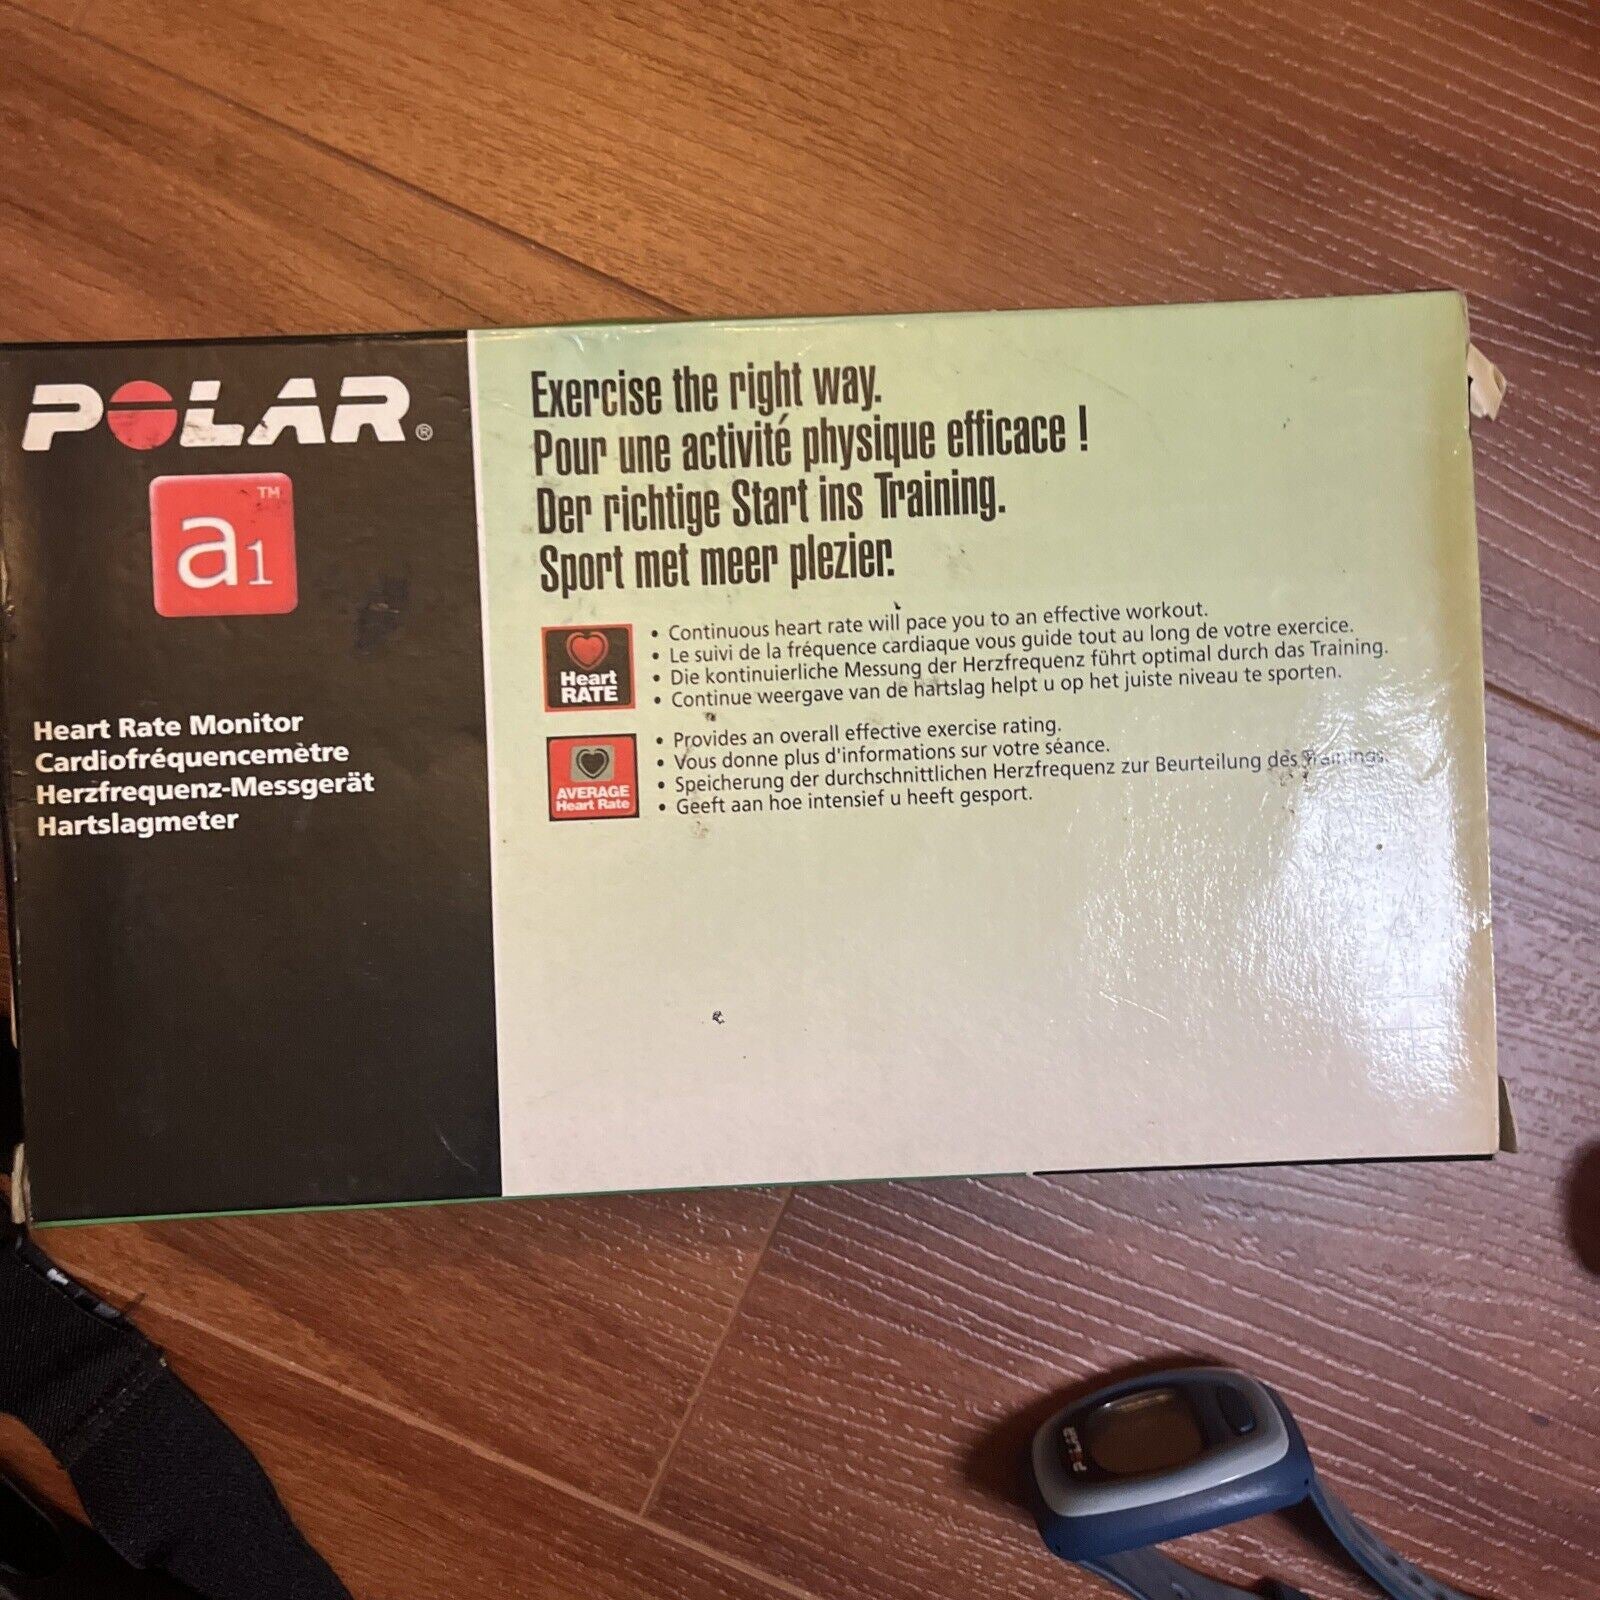 POLAR®
a1™
Heart Rate Monitor
Cardiofréquencemètre
Herzfrequenz-Messgerät
Hartslagmeter
Exercise the right way.
Pour une activité physique efficace !
Der richtige Start ins Training.
Sport met meer plezier.
Heart
RATE
• Continuous heart rate will pace you to an effective workout.
• Le suivi de la fréquence cardiaque vous guide tout au long de votre exercice.
• Die kontinuierliche Messung der Herzfrequenz führt optimal durch das Training.
• Continue weergave van de hartslag helpt u op het juiste niveau te sporten.
AVERAGE
Heart Rate
• Provides an overall effective exercise rating.
• Vous donne plus d'informations sur votre séance.
• Speicherung der durchschnittlichen Herzfrequenz zur Beurteilung des Trainings.
• Geeft aan hoe intensief u heeft gesport.
POLAR